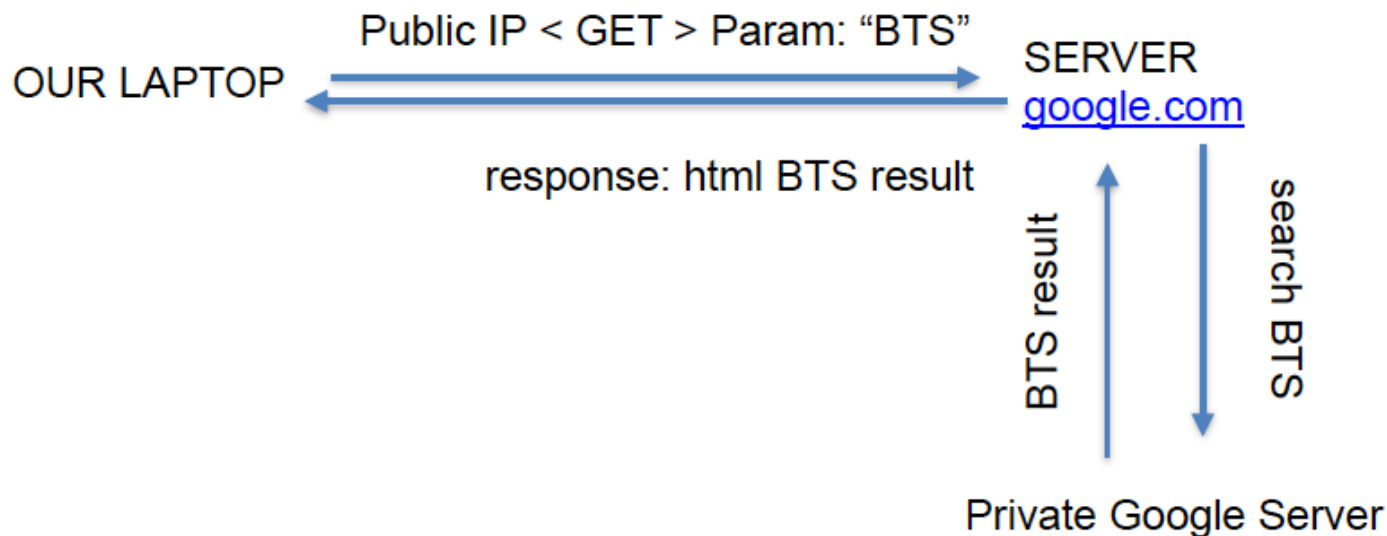 Public IP < GET > Param: “BTS”
OUR LAPTOP
SERVER
google.com
response: html BTS result
BTS result
search BTS
Private Google Server